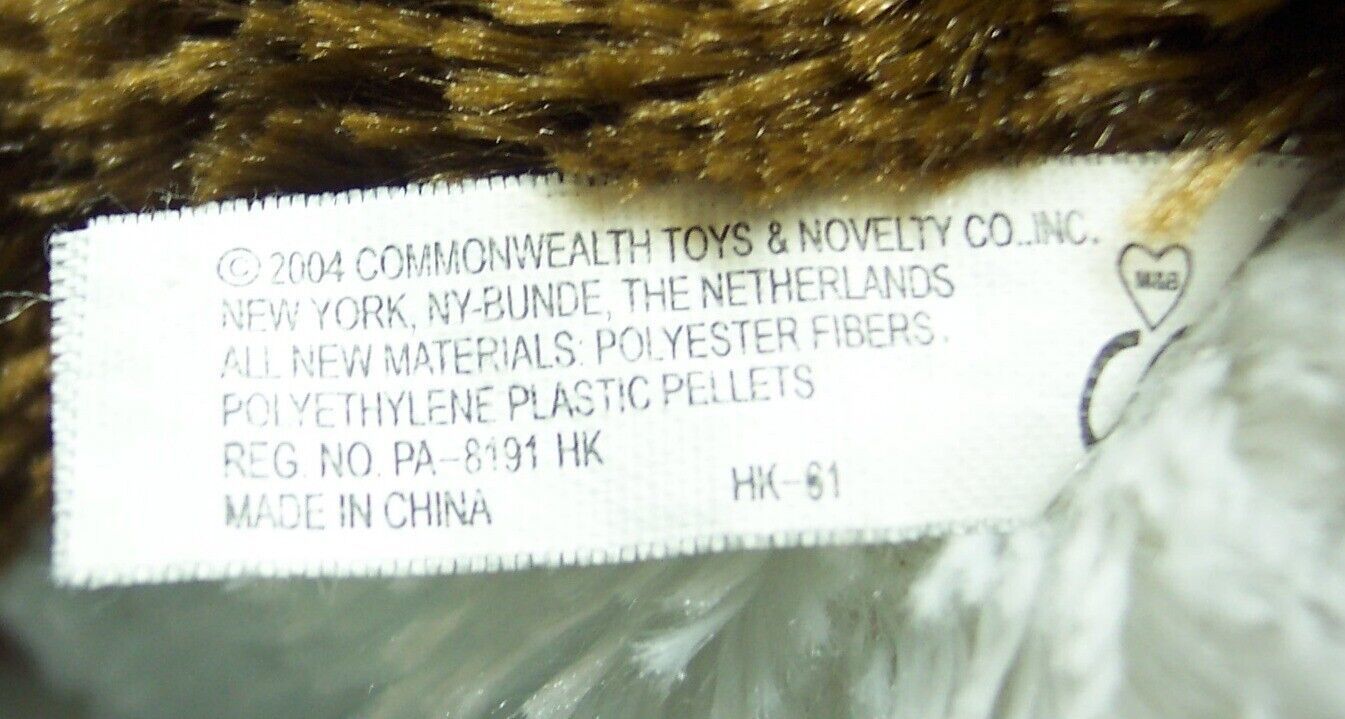 © 2004 COMMONWEALTH TOYS & NOVELTY CO..INC.
NEW YORK, NY-BUNDE, THE NETHERLANDS
ALL NEW MATERIALS: POLYESTER FIBERS.
POLYETHYLENE PLASTIC PELLETS
REG. NO. PA-8191 HK
MADE IN CHINA
HK-61